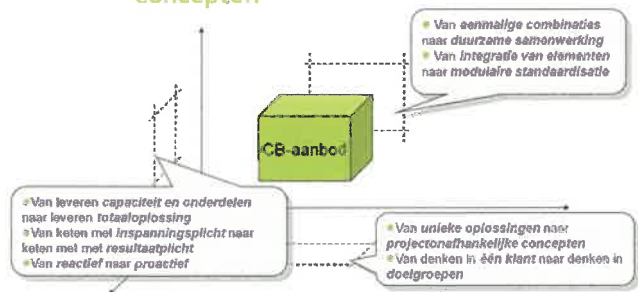 concepten
Van eenmalige combinaties
naar duurzame samenwerking
Van integratie van elementen
naar modulaire standaardisatie
CB-aanbod
Van leveren capaciteit en onderdelen
naar leveren totaaloplossing
Van keten met inspanningsplicht naar
keten met met resultaatplicht
Van reactief naar proactief
Van unieke oplossingen naar
projectonafhankelijke concepten
Van denken in één klant naar denken in
doelgroepen